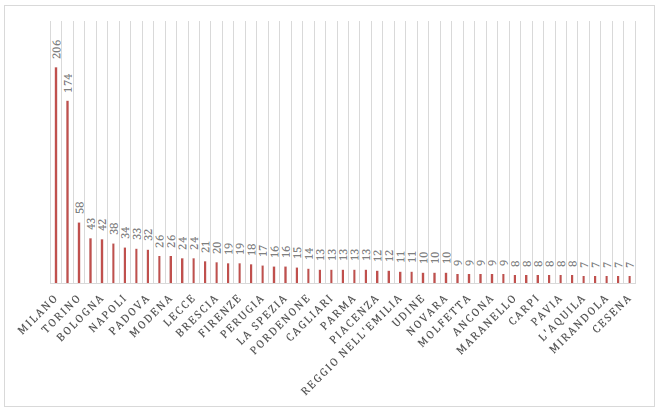 206
174
58
43
42
38
34
33
32
26
26
24
24
21
20
19
19
18
17
16
16
15
14
13
13
13
13
13
12
12
11
11
10
10
10
9
9
9
9
9
8
8
8
8
8
8
7
7
7
7
7
MILANO
TORINO
BOLOGNA
NAPOLI
PADOVA
MODENA
LECCE
BRESCIA
FIRENZE
PERUGIA
LA SPEZIA
PORDENONE
CAGLIARI
PARMA
PIACENZA
REGGIO NELL'EMILIA
UDINE
NOVARA
MOLFETTA
ANCONA
MARANELLO
CARPI
PAVIA
L'AQUILA
MIRANDOLA
CESENA